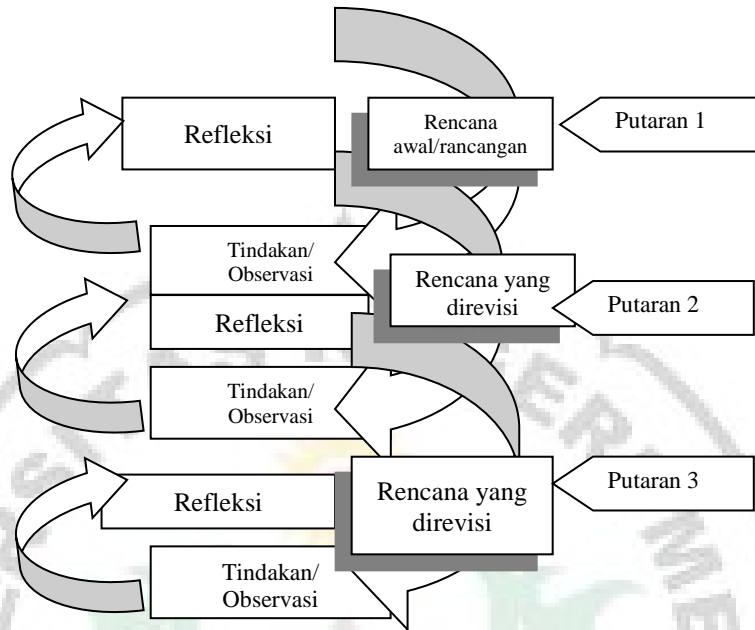 Refleksi
Rencana
awal/rancangan
Putaran 1
Tindakan/
Observasi
Rencana yang
direvisi
Putaran 2
Refleksi
Tindakan/
Observasi
Refleksi
Rencana yang
direvisi
Putaran 3
Tindakan/
Observasi